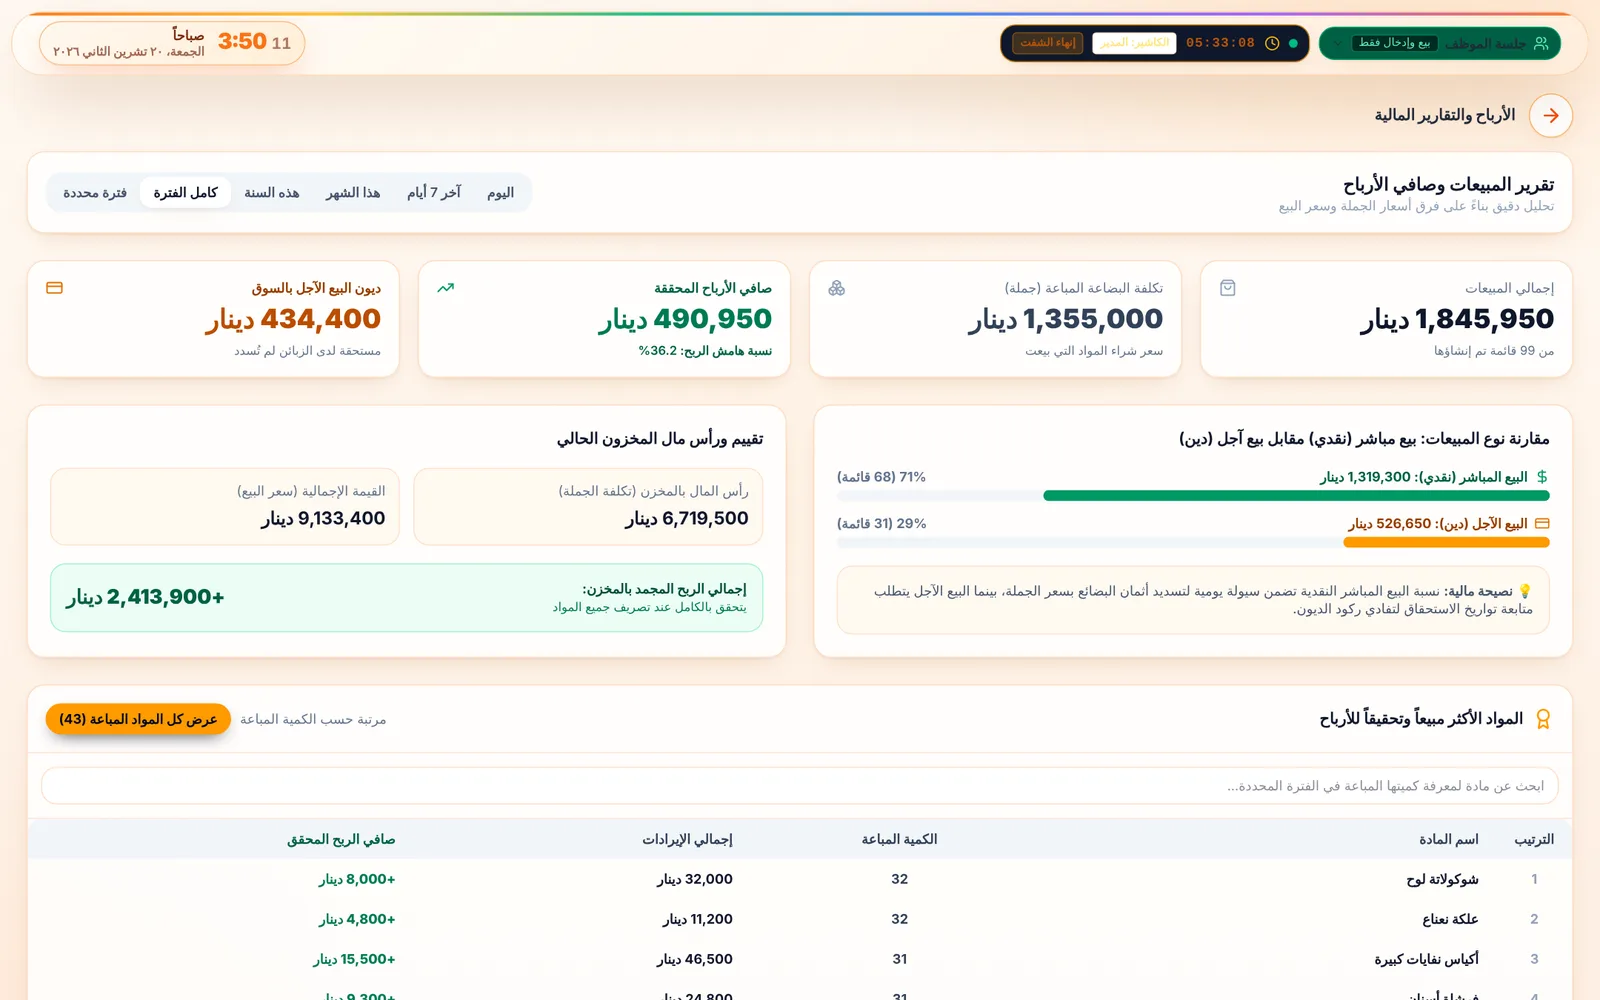 جلسة الموظف بيع وإدخال فقط
05:33:08 الكاشير: المدير إنهاء الشفت
3:50 11 صباحاً
الجمعة، ٢٠ تشرين الثاني ٢٠٢٦
الأرباح والتقارير المالية
تقرير المبيعات وصافي الأرباح
تحليل دقيق بناءً على فرق أسعار الجملة وسعر البيع
اليوم آخر 7 أيام هذا الشهر هذه السنة كامل الفترة فترة محددة
إجمالي المبيعات
1,845,950 دينار
من 99 قائمة تم إنشاؤها
تكلفة البضاعة المباعة (جملة)
1,355,000 دينار
سعر شراء المواد التي بيعت
صافي الأرباح المحققة
490,950 دينار
نسبة هامش الربح: 36.2%
ديون البيع الآجل بالسوق
434,400 دينار
مستحقة لدى الزبائن لم تُسدد
مقارنة نوع المبيعات: بيع مباشر (نقدي) مقابل بيع آجل (دين)
البيع المباشر (نقدي): 1,319,300 دينار 71% (68 قائمة)
البيع الآجل (دين): 526,650 دينار 29% (31 قائمة)
💡 نصيحة مالية: نسبة البيع المباشر النقدية تضمن سيولة يومية لتسديد أثمان البضائع بسعر الجملة، بينما البيع الآجل يتطلب
متابعة تواريخ الاستحقاق لتفادي ركود الديون.
تقييم ورأس مال المخزون الحالي
رأس المال بالمخزن (تكلفة الجملة)
6,719,500 دينار
القيمة الإجمالية (سعر البيع)
9,133,400 دينار
إجمالي الربح المجمد بالمخزن:
يتحقق بالكامل عند تصريف جميع المواد
+2,413,900 دينار
المواد الأكثر مبيعاً وتحقيقاً للأرباح
مرتبة حسب الكمية المباعة عرض كل المواد المباعة (43)
ابحث عن مادة لمعرفة كميتها المباعة في الفترة المحددة...
الترتيب اسم المادة الكمية المباعة إجمالي الإيرادات صافي الربح المحقق
1 شوكولاتة لوح 32 32,000 دينار +8,000 دينار
2 علكة نعناع 32 11,200 دينار +4,800 دينار
3 أكياس نفايات كبيرة 31 46,500 دينار +15,500 دينار
4 فرشاة أسنان 31 24,800 دينار +9,300 دينار